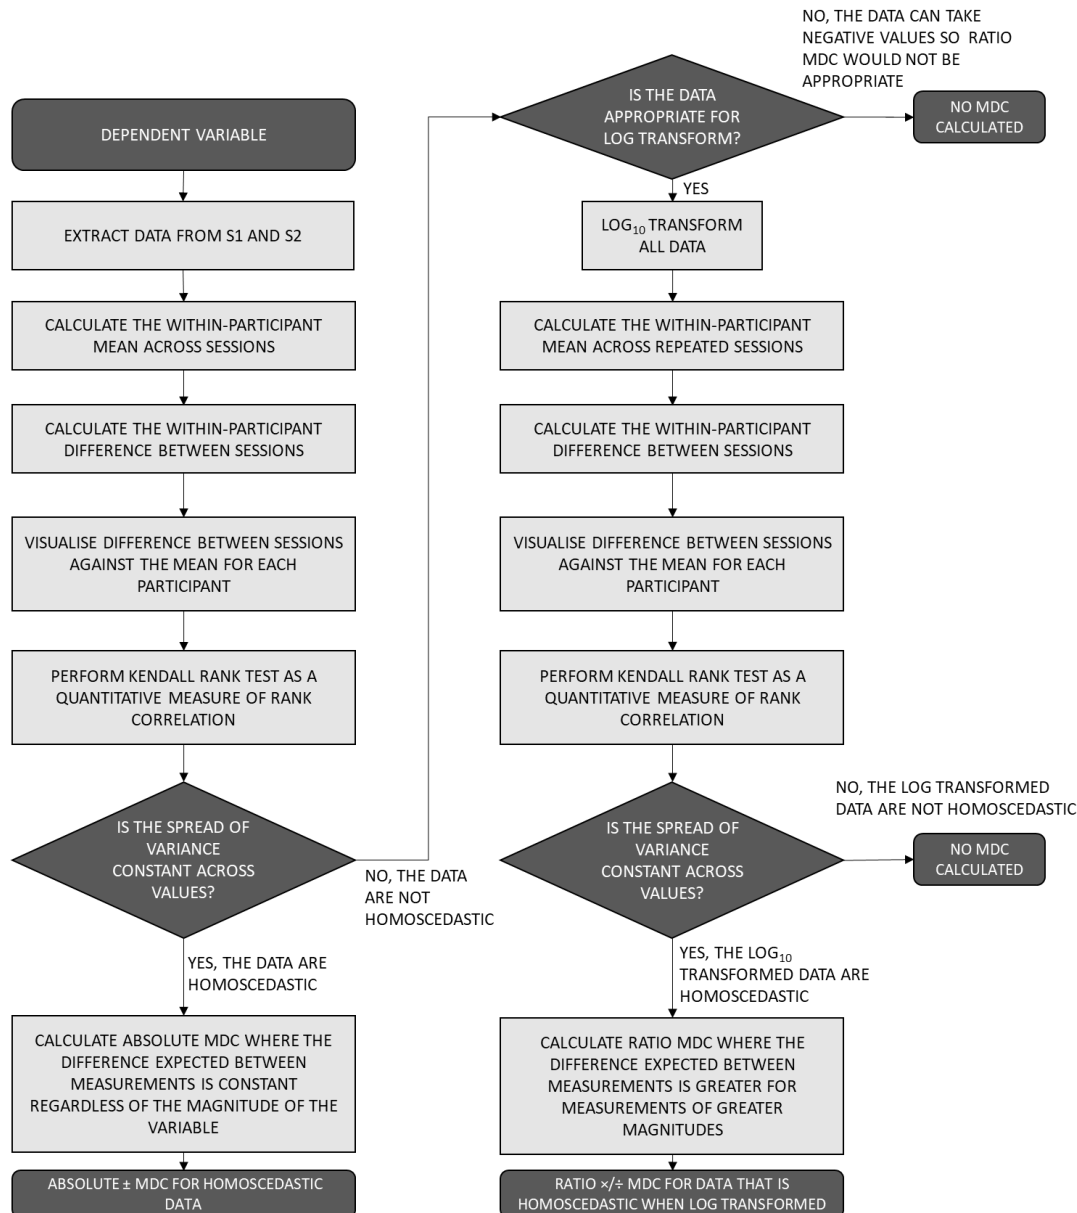 DEPENDENT VARIABLE
EXTRACT DATA FROM S1 AND S2
CALCULATE THE WITHIN-PARTICIPANT
MEAN ACROSS SESSIONS
CALCULATE THE WITHIN-PARTICIPANT
DIFFERENCE BETWEEN SESSIONS
VISUALISE DIFFERENCE BETWEEN SESSIONS
AGAINST THE MEAN FOR EACH
PARTICIPANT
PERFORM KENDALL RANK TEST AS A
QUANTITATIVE MEASURE OF RANK
CORRELATION
IS THE SPREAD OF
VARIANCE
CONSTANT ACROSS
VALUES?
NO, THE DATA
ARE NOT
HOMOSCEDASTIC
YES, THE DATA ARE
HOMOSCEDASTIC
CALCULATE ABSOLUTE MDC WHERE THE
DIFFERENCE EXPECTED BETWEEN
MEASUREMENTS IS CONSTANT
REGARDLESS OF THE MAGNITUDE OF THE
VARIABLE
ABSOLUTE ± MDC FOR HOMOSCEDASTIC
DATA
IS THE DATA
APPROPRIATE FOR
LOG TRANSFORM?
NO, THE DATA CAN TAKE
NEGATIVE VALUES SO RATIO
MDC WOULD NOT BE
APPROPRIATE
NO MDC
CALCULATED
YES
LOG₁₀ TRANSFORM
ALL DATA
CALCULATE THE WITHIN-PARTICIPANT
MEAN ACROSS REPEATED SESSIONS
CALCULATE THE WITHIN-PARTICIPANT
DIFFERENCE BETWEEN SESSIONS
VISUALISE DIFFERENCE BETWEEN SESSIONS
AGAINST THE MEAN FOR EACH
PARTICIPANT
PERFORM KENDALL RANK TEST AS A
QUANTITATIVE MEASURE OF RANK
CORRELATION
IS THE SPREAD OF
VARIANCE
CONSTANT ACROSS
VALUES?
NO, THE LOG TRANSFORMED
DATA ARE NOT HOMOSCEDASTIC
NO MDC
CALCULATED
YES, THE LOG₁₀
TRANSFORMED DATA ARE
HOMOSCEDASTIC
CALCULATE RATIO MDC WHERE THE
DIFFERENCE EXPECTED BETWEEN
MEASUREMENTS IS GREATER FOR
MEASUREMENTS OF GREATER
MAGNITUDES
RATIO ×/÷ MDC FOR DATA THAT IS
HOMOSCEDASTIC WHEN LOG TRANSFORMED